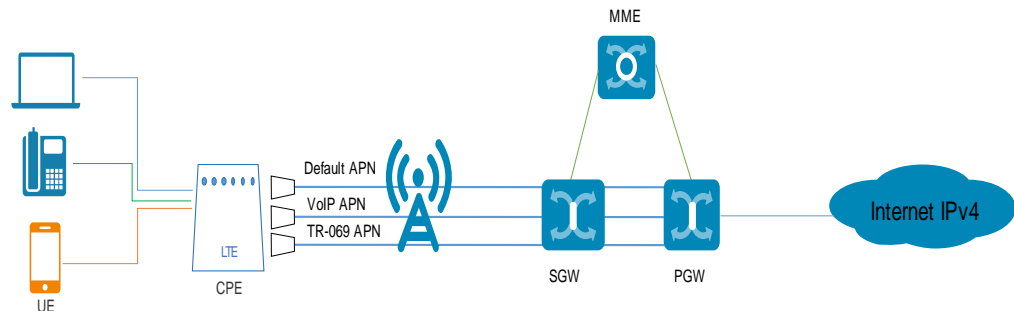 MME
Default APN
VoIP APN
TR-069 APN
LTE
CPE
UE
SGW
PGW
Internet IPv4